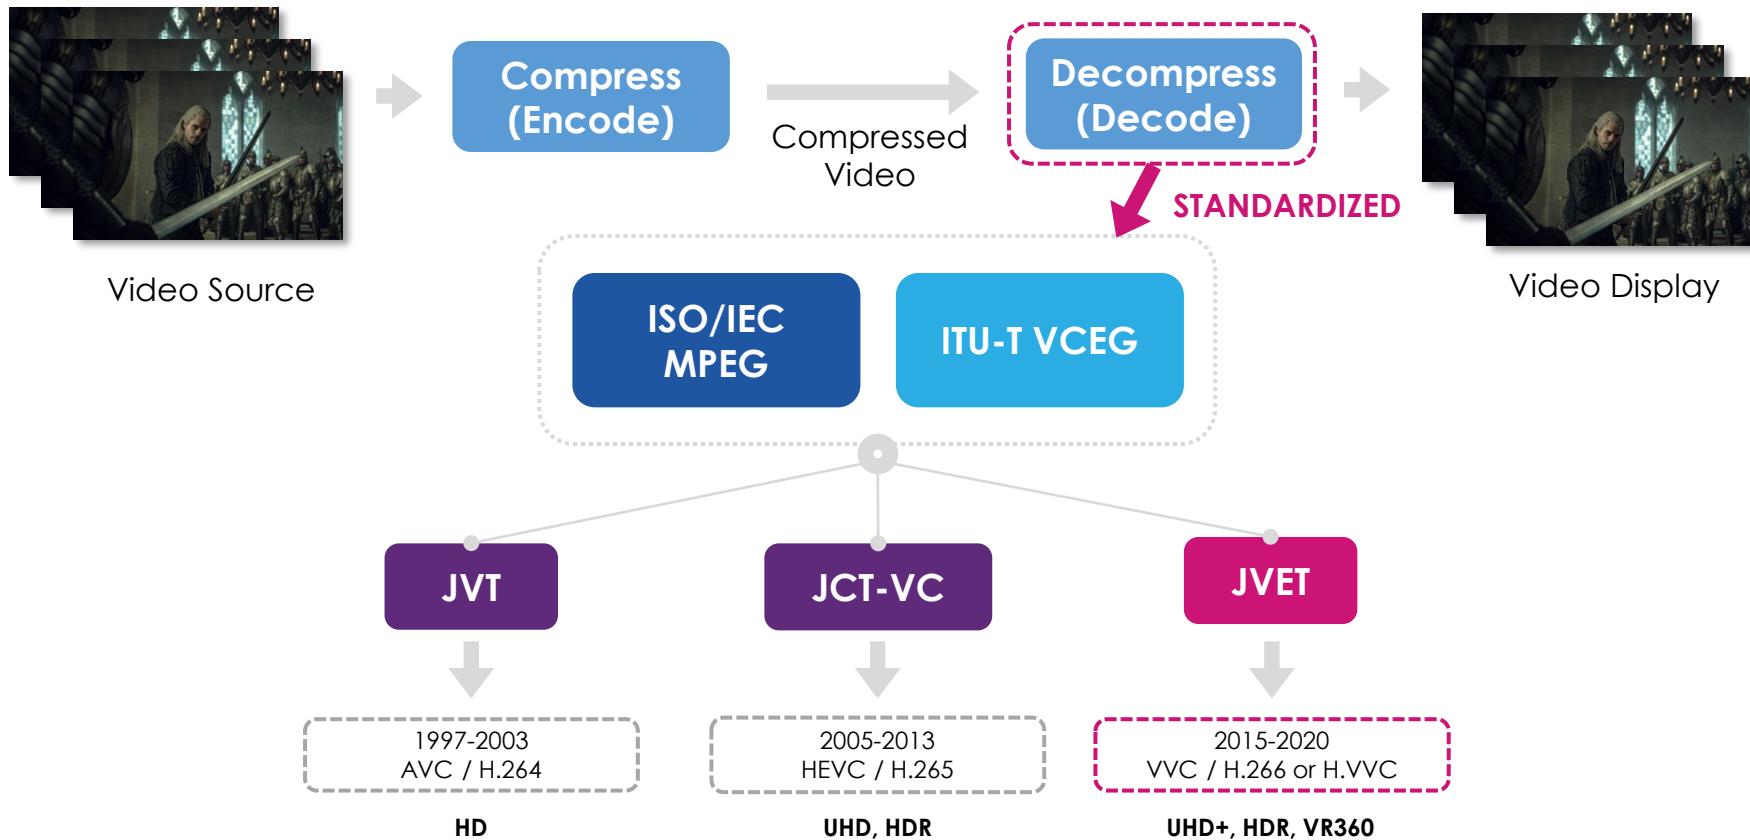 Compress
(Encode)
Decompress
(Decode)
Compressed
Video
STANDARDIZED
Video Source
Video Display
ISO/IEC
MPEG
ITU-T VCEG
JVT
JCT-VC
JVET
1997-2003
AVC / H.264
2005-2013
HEVC / H.265
2015-2020
VVC / H.266 or H.VVC
HD
UHD, HDR
UHD+, HDR, VR360